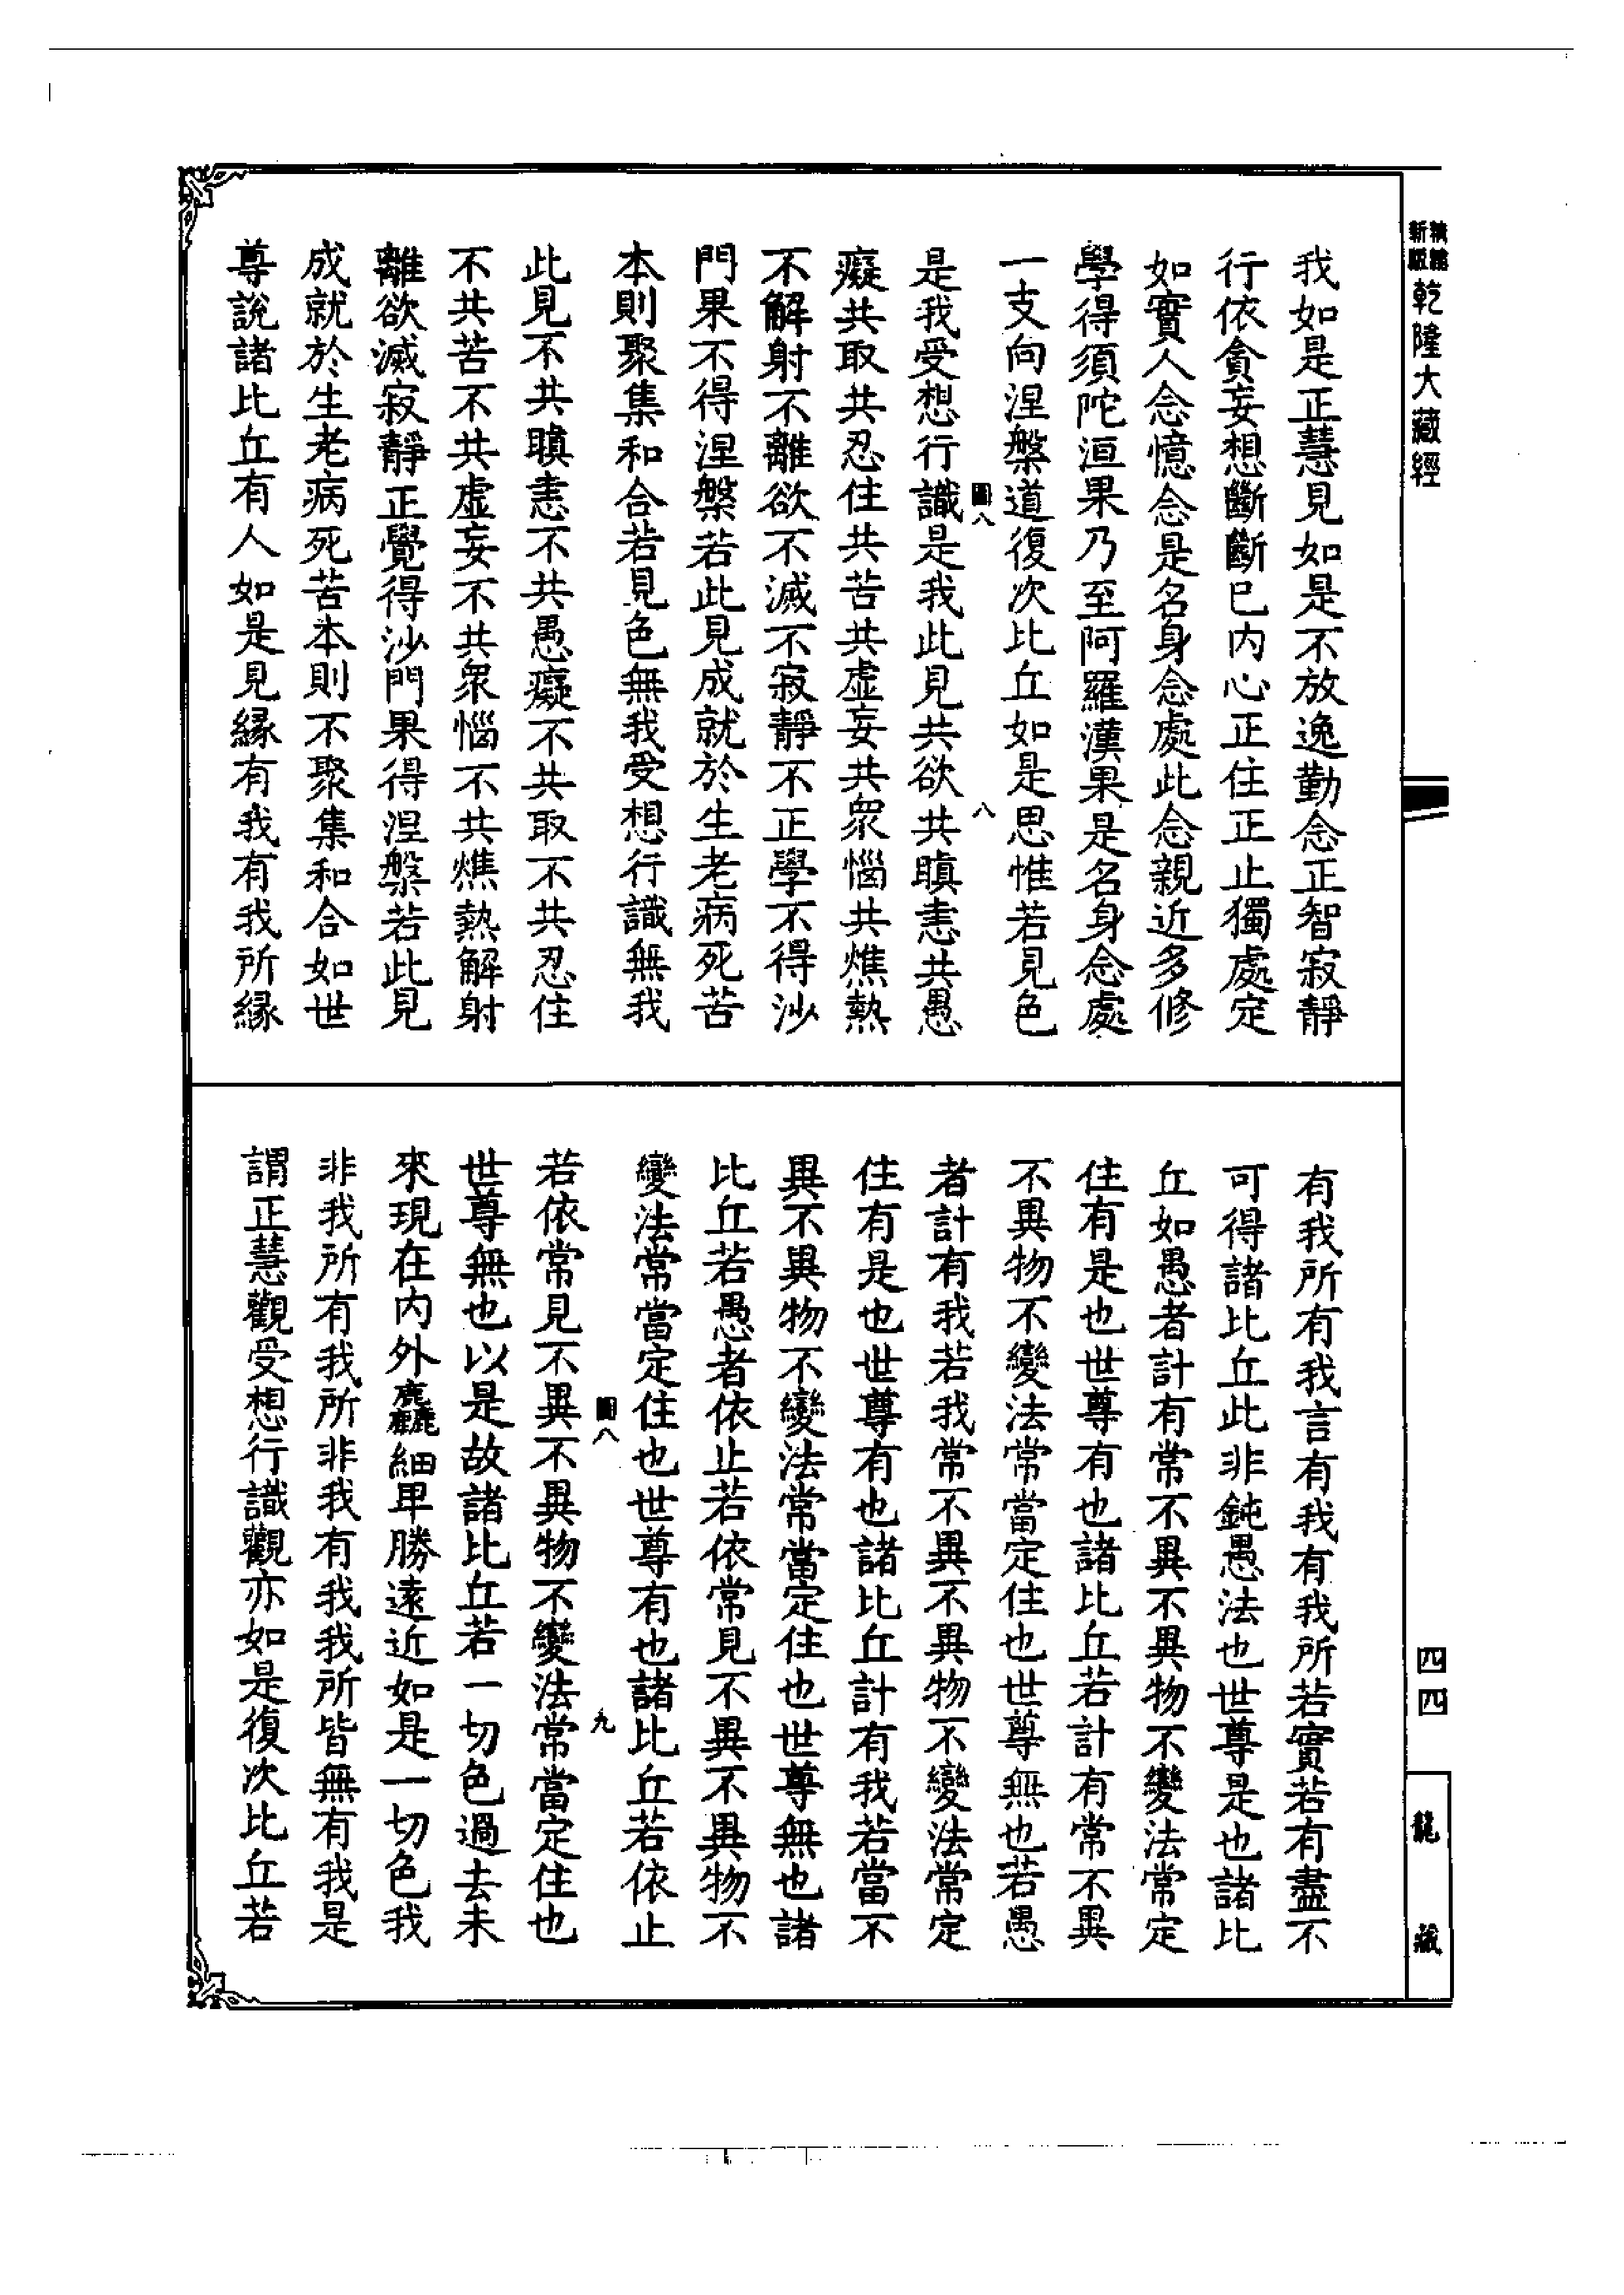 新版
精縮
乾隆大藏經
四四
龍藏
我如是正慧見如是不放逸勤念正智寂靜
行依貪妄想斷斷已內心正住正止獨處定
如實人念憶念是名身念處此念親近多修
學得須陀洹果乃至阿羅漢果是名身念處
一支向涅槃道復次比丘如是思惟若見色
圖八
八
是我受想行識是我此見共欲共瞋恚共愚
癡共取共忍住共苦共虛妄共眾惱共燋熱
不解射不離欲不滅不寂靜不正學不得沙
門果不得涅槃若此見成就於生老病死苦
本則聚集和合若見色無我受想行識無我
此見不共瞋恚不共愚癡不共取不共忍住
不共苦不共虛妄不共眾惱不共燋熱解射
離欲滅寂靜正覺得沙門果得涅槃若此見
成就於生老病死苦本則不聚集和合如世
尊說諸比丘有人如是見緣有我有我所緣
有我所有我言有我有我所若實若有盡不
可得諸比丘此非鈍愚法也世尊是也諸比
丘如愚者計有常不異不異物不變法常定
住有是也世尊有也諸比丘若計有常不異
不異物不變法常當定住也世尊無也若愚
者計有我若我常不異不異物不變法常定
住有是也世尊有也諸比丘計有我若當不
異不異物不變法常當定住也世尊無也諸
比丘若愚者依止若依常見不異不異物不
變法常當定住也世尊有也諸比丘若依止
圖八
九
若依常見不異不異物不變法常當定住也
世尊無也以是故諸比丘若一切色過去未
來現在內外麤細卑勝遠近如是一切色我
非我所有我所非我有我我所皆無有我是
謂正慧觀受想行識觀亦如是復次比丘若